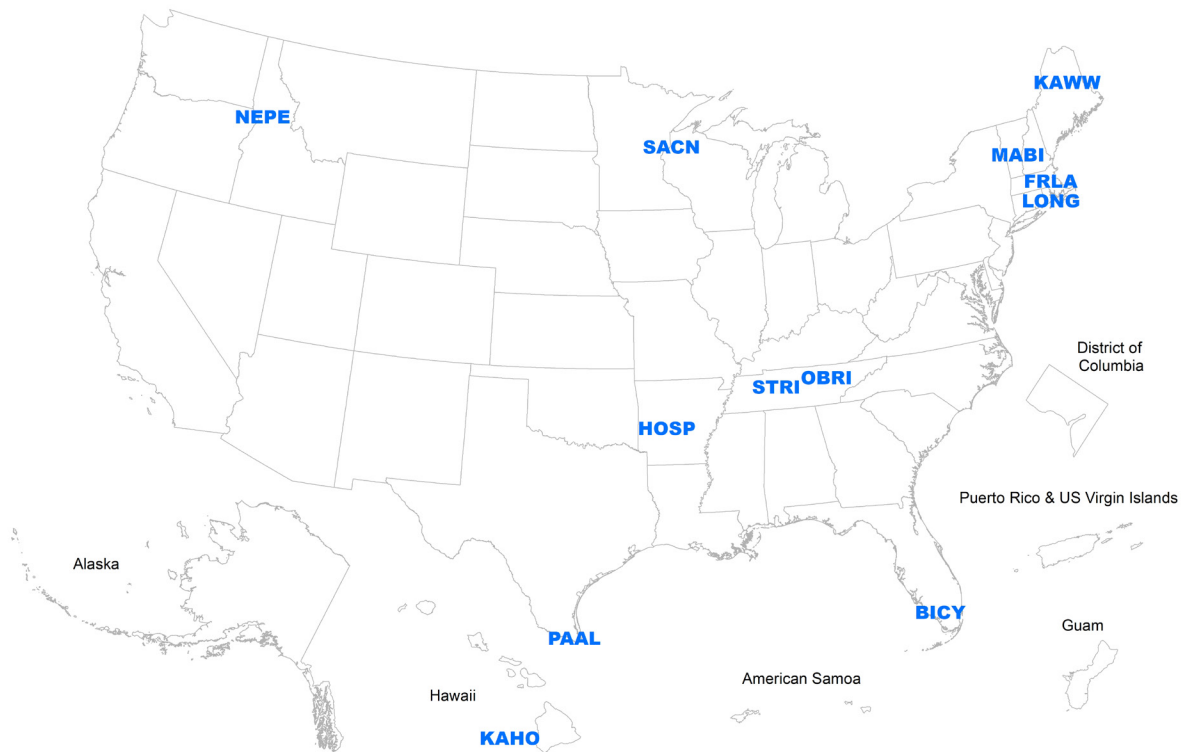 KAWW
NEPE
SACN
MABI
FRLA
LONG
District of
Columbia
STRI
OBRI
HOSP
Puerto Rico & US Virgin Islands
Alaska
BICY
Guam
PAAL
American Samoa
Hawaii
KAHO